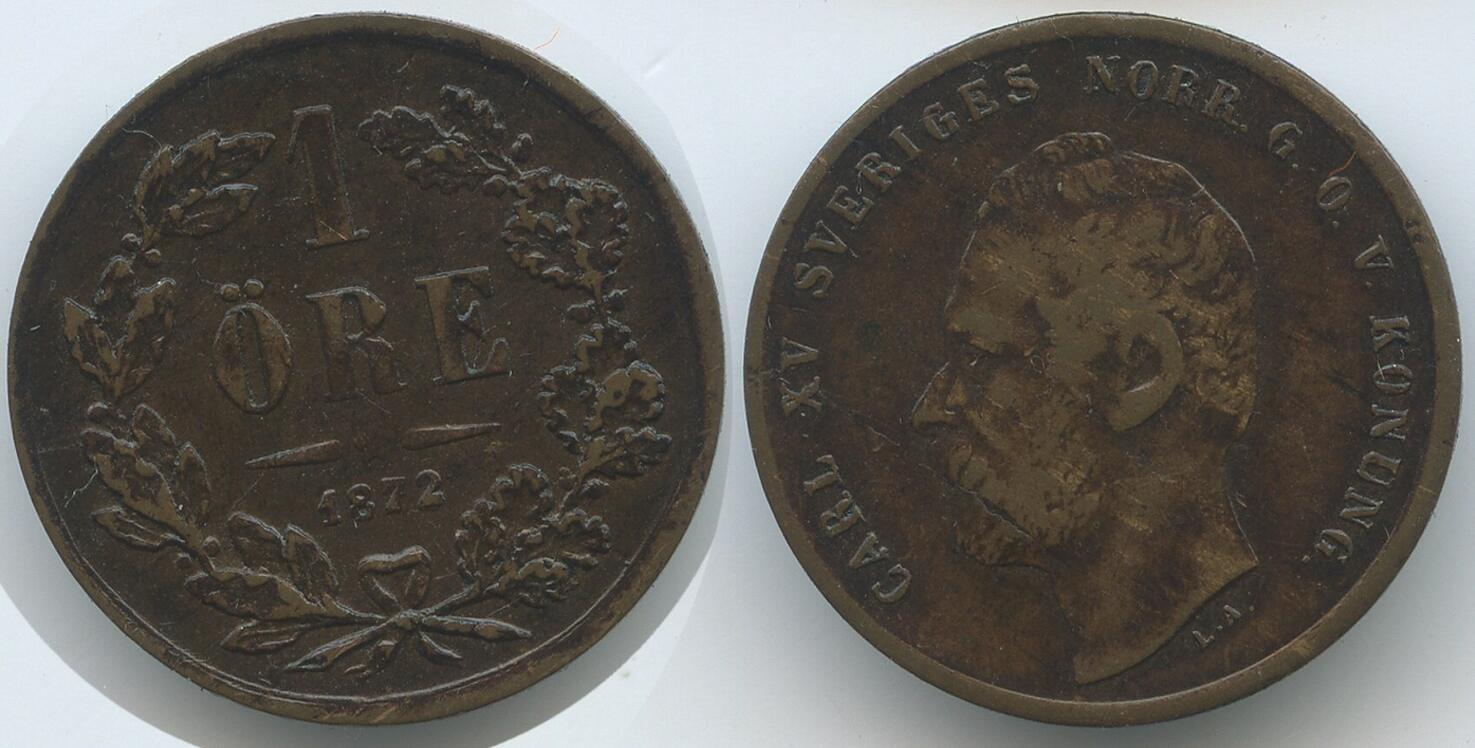 1
ÖRE
1872
CARL XV SVERIGES NORR. G. O. V. KONUNG.
L.A.